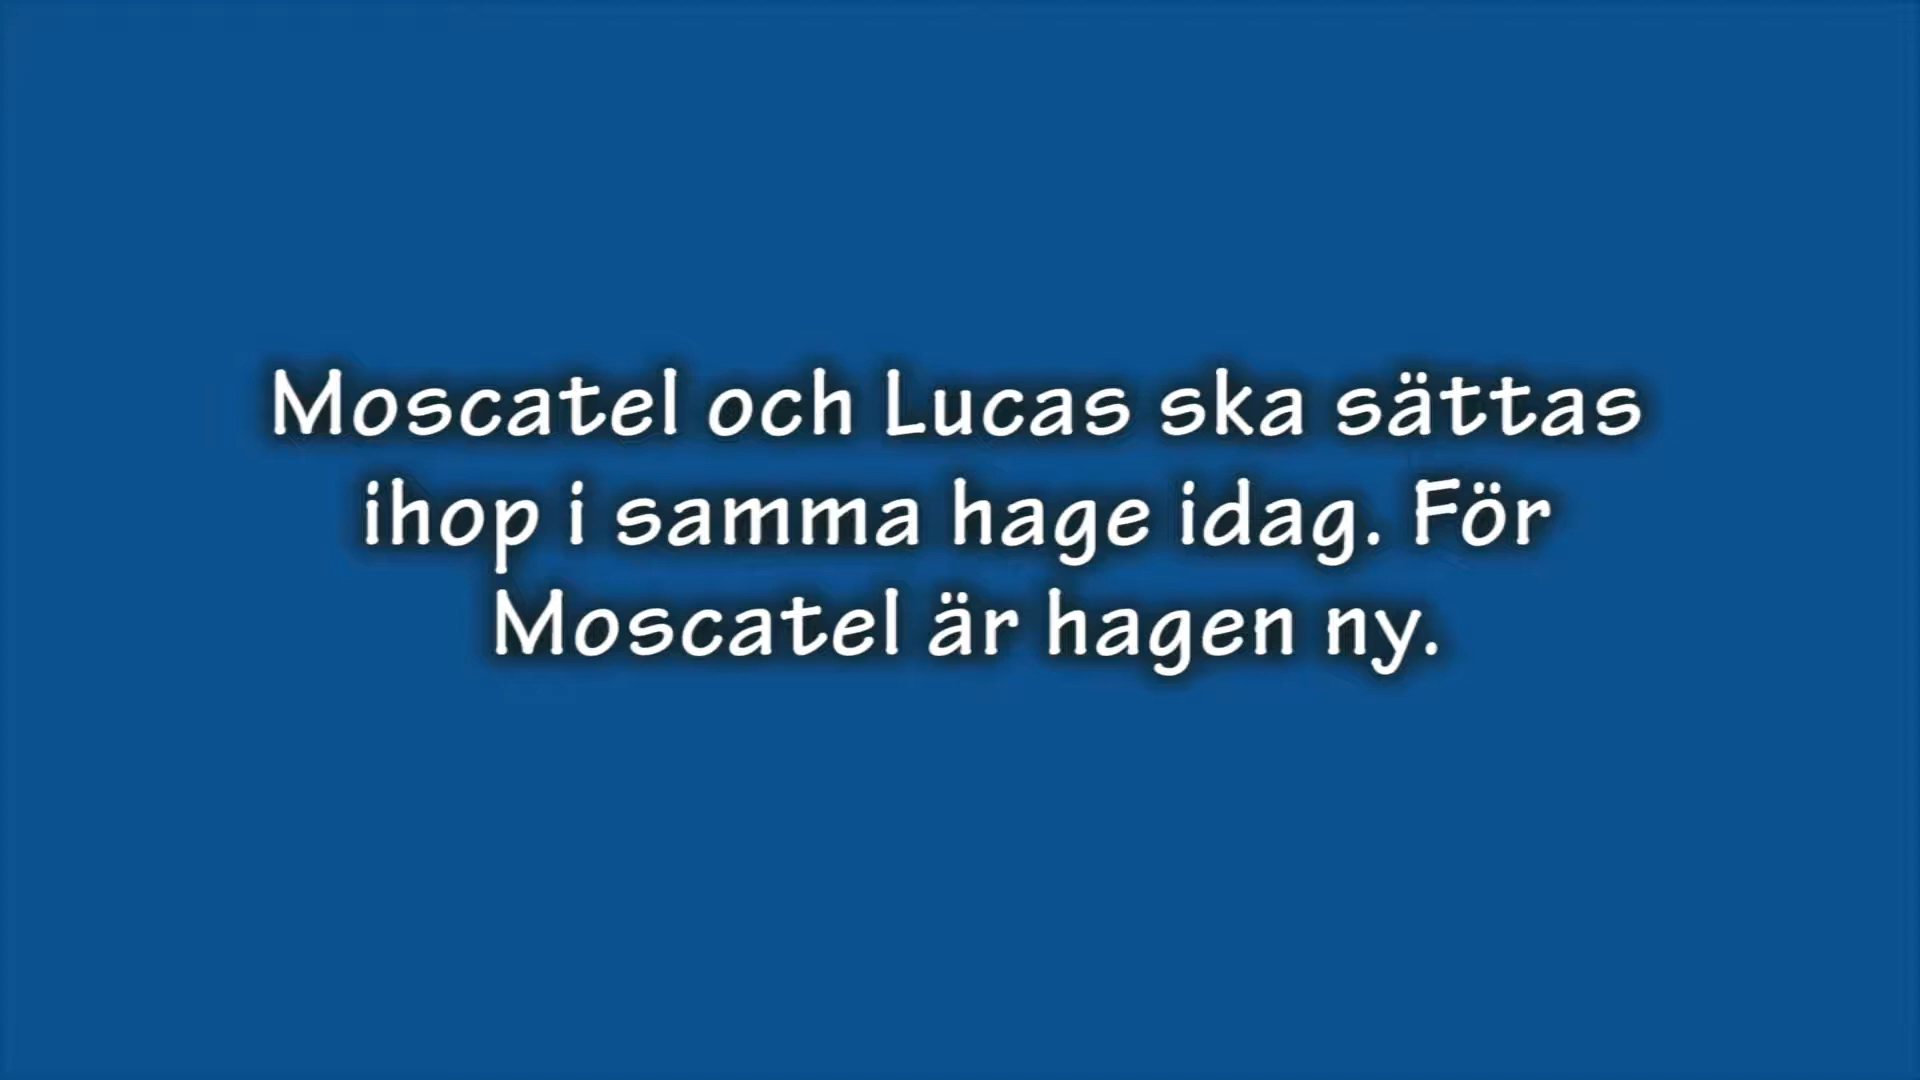 Moscatel och Lucas ska sättas
ihop i samma hage idag. För
Moscatel är hagen ny.